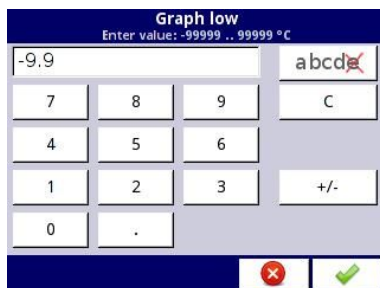 Graph low
Enter value: -99999 .. 99999 °C
-9.9
abcde
7 8 9 C
4 5 6
1 2 3 +/-
0 .